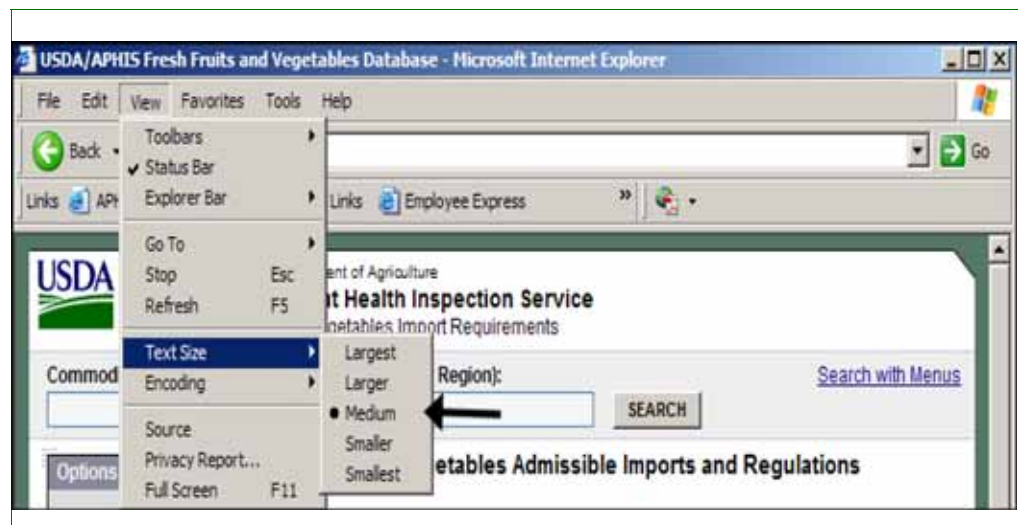 USDA/APHIS Fresh Fruits and Vegetables Database - Microsoft Internet Explorer
File Edit View Favorites Tools Help
Back Go
Links Links Employee Express »
Toolbars
Status Bar
Explorer Bar
Go To
Stop Esc
Refresh F5
Text Size
Encoding
Source
Privacy Report...
Full Screen F11
Largest
Larger
Medium
Smaller
Smallest
USDA
ent of Agriculture
Health Inspection Service
Import Requirements
Commod Region):
Search with Menus
SEARCH
Options
etables Admissible Imports and Regulations